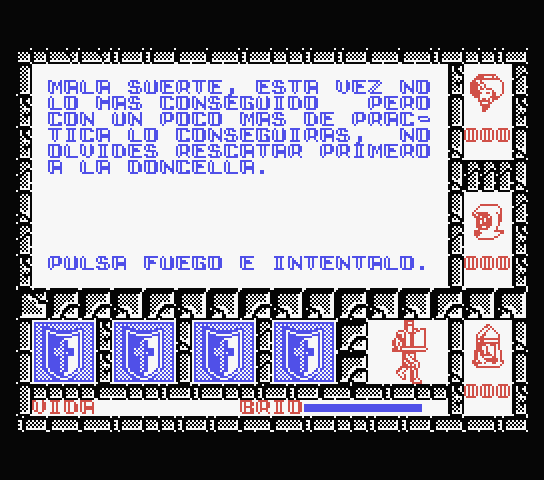 MALA SUERTE, ESTA VEZ NO
LO HAS CONSEGUIDO PERO
CON UN POCO MAS DE PRAC-
TICA LO CONSEGUIRAS, NO
OLVIDES RESCATAR PRIMERO
A LA DONCELLA.
PULSA FUEGO E INTENTALO.
000
000
000
VIDA BRIO